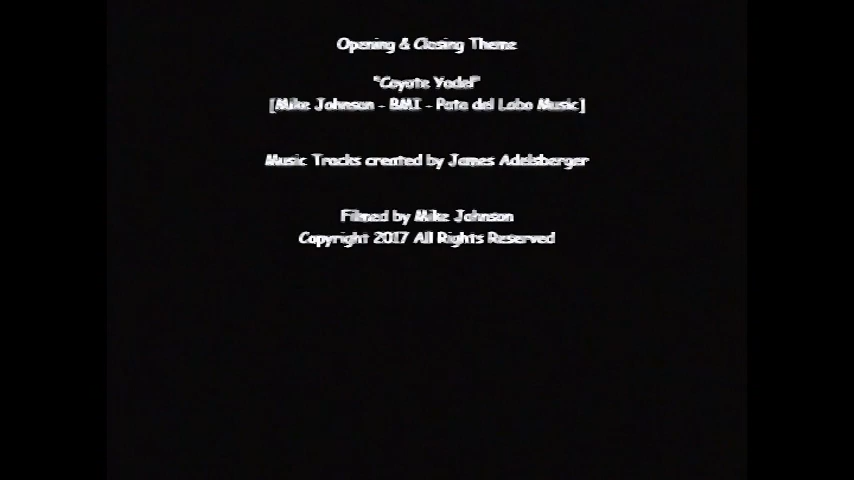 Opening & Closing Theme
"Coyote Yodel"
[Mike Johnson - BMI - Pata del Lobo Music]
Music Tracks created by James Adelsberger
Filmed by Mike Johnson
Copyright 2017 All Rights Reserved